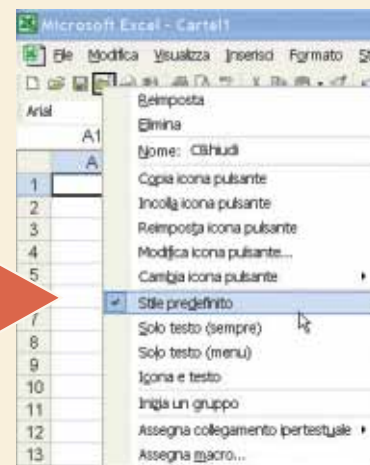 Microsoft Excel - Cartel1
File Modifica Visualizza Inserisci Formato St
Arial
A1
A
1
2
3
4
5
7
8
9
10
11
12
13
Reimposta
Elimina
Nome: C&hiudi
Copia icona pulsante
Incolla icona pulsante
Reimposta icona pulsante
Modifica icona pulsante...
Cambia icona pulsante
Stile predefinito
Solo testo (sempre)
Solo testo (menu)
Icona e testo
Inizia un gruppo
Assegna collegamento ipertestuale
Assegna macro...